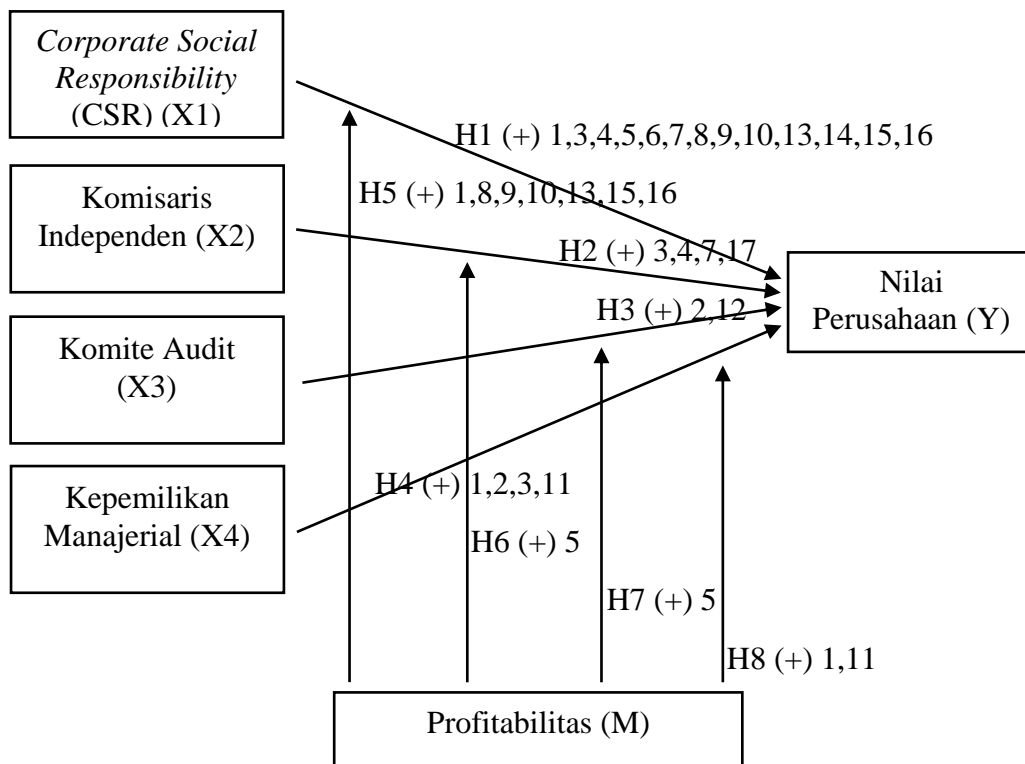 Corporate Social
Responsibility
(CSR) (X1)
H1 (+) 1,3,4,5,6,7,8,9,10,13,14,15,16
Komisaris
Independen (X2)
H5 (+) 1,8,9,10,13,15,16
H2 (+) 3,4,7,17
Nilai
Perusahaan (Y)
H3 (+) 2,12
Komite Audit
(X3)
Kepemilikan
Manajerial (X4)
H4 (+) 1,2,3,11
H6 (+) 5
H7 (+) 5
H8 (+) 1,11
Profitabilitas (M)